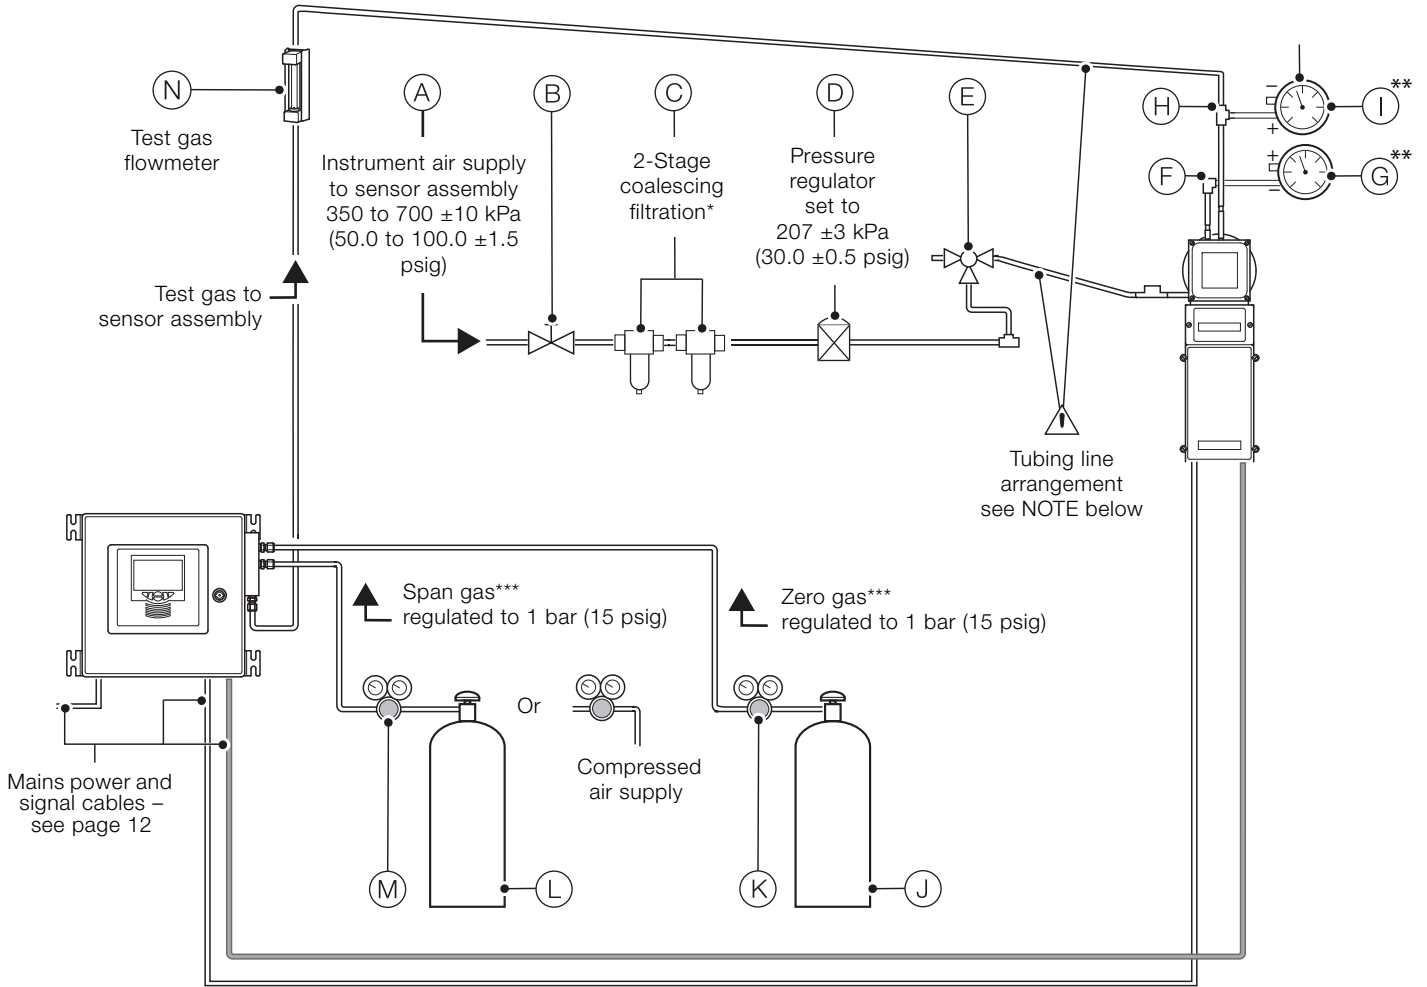 N
Test gas
flowmeter
A
Instrument air supply
to sensor assembly
350 to 700 ±10 kPa
(50.0 to 100.0 ±1.5
psig)
B
C
2-Stage
coalescing
filtration*
D
Pressure
regulator
set to
207 ±3 kPa
(30.0 ±0.5 psig)
E
H
–
+
I**
F
+
–
G**
Test gas to
sensor assembly
!
Tubing line
arrangement
see NOTE below
Span gas***
regulated to 1 bar (15 psig)
Zero gas***
regulated to 1 bar (15 psig)
Or
Compressed
air supply
Mains power and
signal cables –
see page 12
M
L
K
J